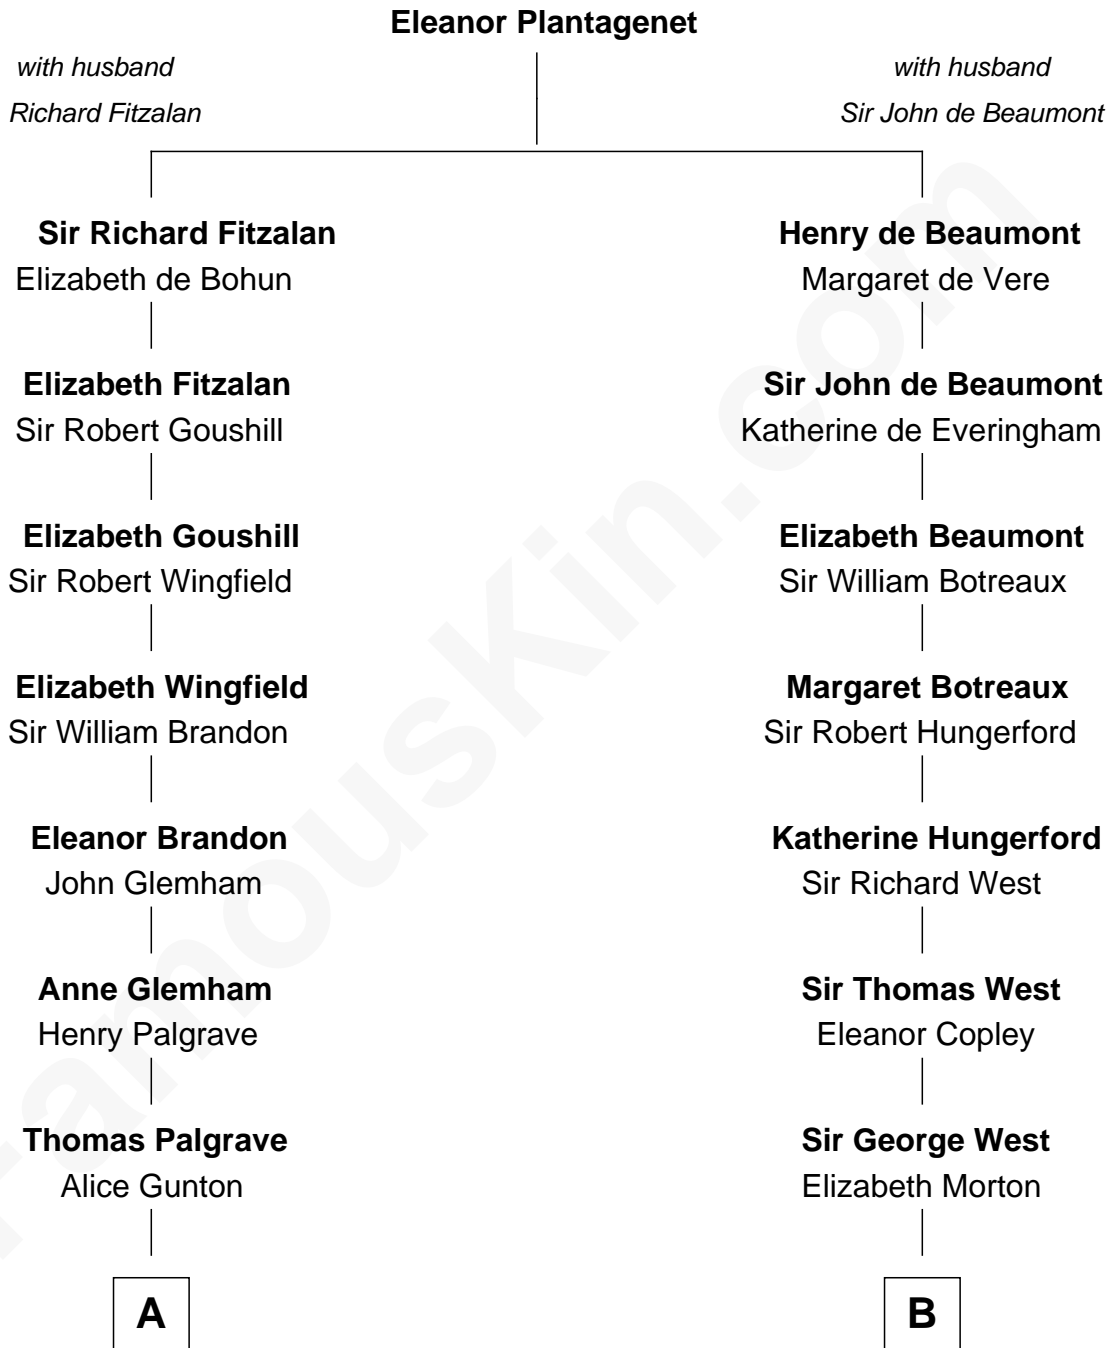 Eleanor Plantagenet
with husband
Richard Fitzalan
with husband
Sir John de Beaumont
Sir Richard Fitzalan
Elizabeth de Bohun
Henry de Beaumont
Margaret de Vere
Elizabeth Fitzalan
Sir Robert Goushill
Sir John de Beaumont
Katherine de Everingham
Elizabeth Goushill
Sir Robert Wingfield
Elizabeth Beaumont
Sir William Botreaux
Elizabeth Wingfield
Sir William Brandon
Margaret Botreaux
Sir Robert Hungerford
Eleanor Brandon
John Glemham
Katherine Hungerford
Sir Richard West
Anne Glemham
Henry Palgrave
Sir Thomas West
Eleanor Copley
Thomas Palgrave
Alice Gunton
Sir George West
Elizabeth Morton
A
B
FamousKin.com